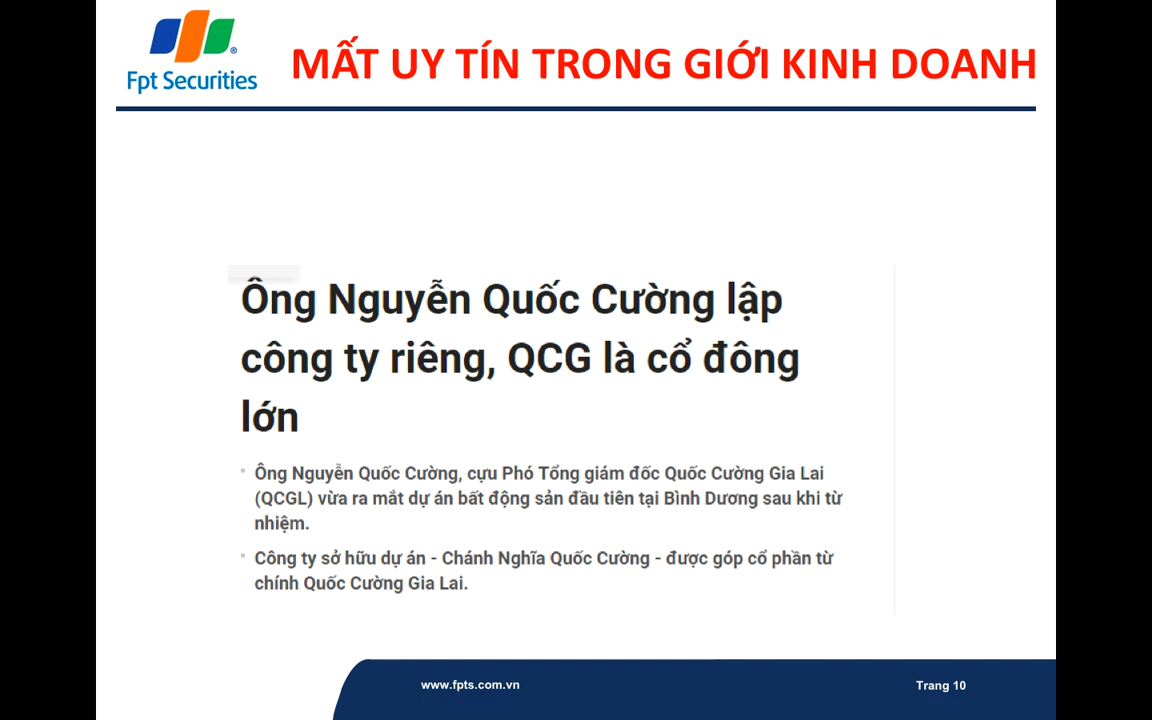 Fpt Securities
MẤT UY TÍN TRONG GIỚI KINH DOANH
Ông Nguyễn Quốc Cường lập
công ty riêng, QCG là cổ đông
lớn
Ông Nguyễn Quốc Cường, cựu Phó Tổng giám đốc Quốc Cường Gia Lai
(QCGL) vừa ra mắt dự án bất động sản đầu tiên tại Bình Dương sau khi từ
nhiệm.
Công ty sở hữu dự án - Chánh Nghĩa Quốc Cường - được góp cổ phần từ
chính Quốc Cường Gia Lai.
www.fpts.com.vn
Trang 10